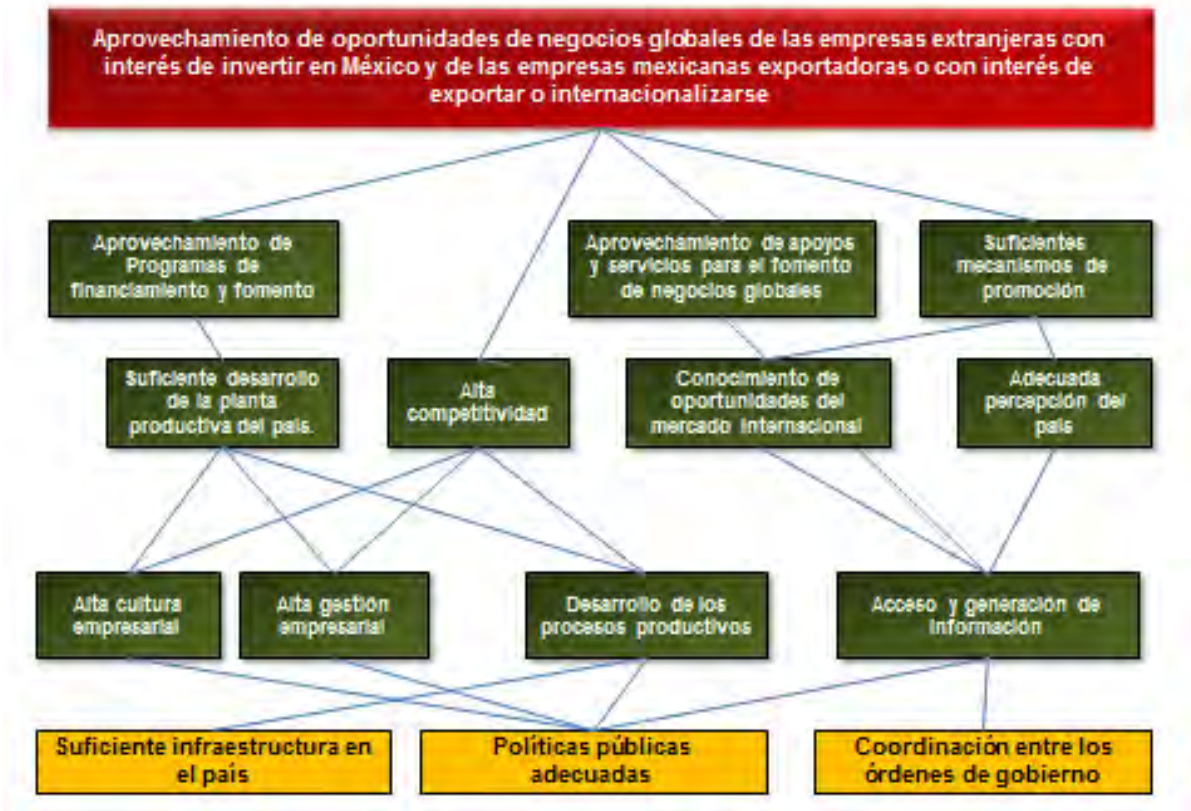 Aprovechamiento de oportunidades de negocios globales de las empresas extranjeras con
interés de invertir en México y de las empresas mexicanas exportadoras o con interés de
exportar o internacionalizarse
Aprovechamiento de
Programas de
financiamiento y fomento
Aprovechamiento de apoyos
y servicios para el fomento
de negocios globales
Suficientes
mecanismos de
promoción
Suficiente desarrollo
de la planta
productiva del país.
Alta
competitividad
Conocimiento de
oportunidades del
mercado internacional
Adecuada
percepción del
país
Alta cultura
empresarial
Alta gestión
empresarial
Desarrollo de los
procesos productivos
Acceso y generación de
información
Suficiente infraestructura en
el país
Políticas públicas
adecuadas
Coordinación entre los
órdenes de gobierno